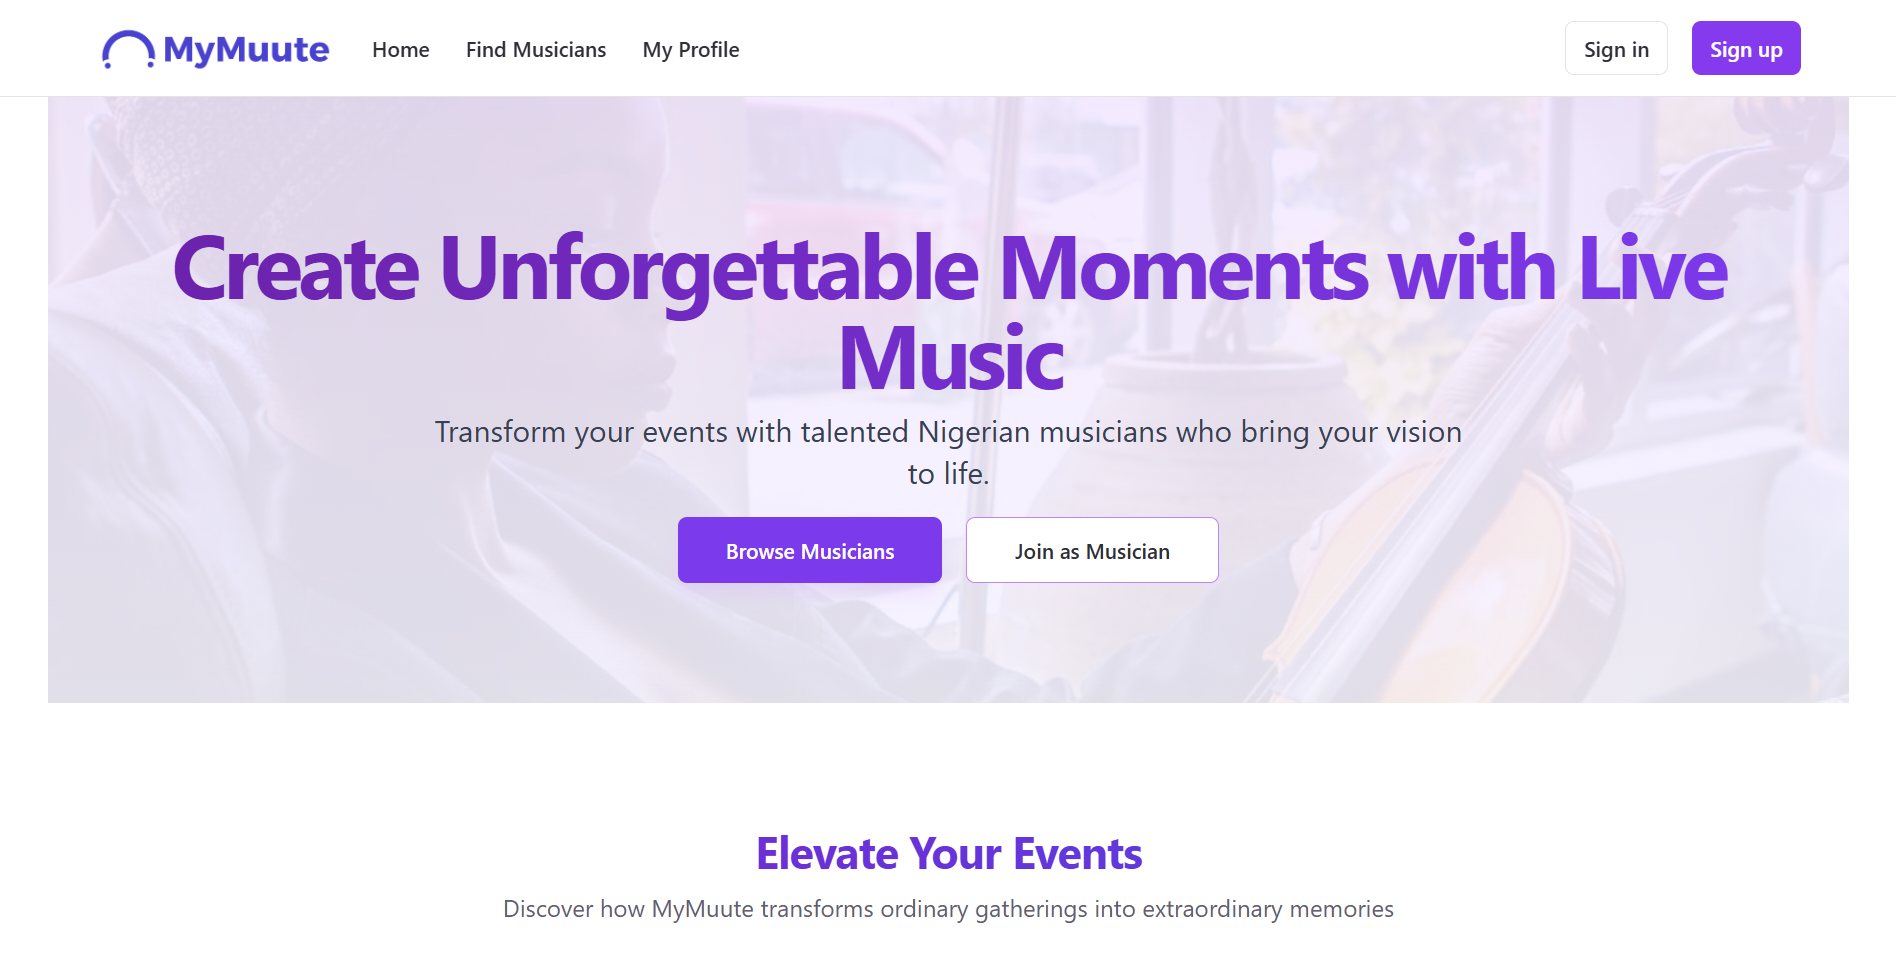 MyMuute Home Find Musicians My Profile Sign in Sign up
Create Unforgettable Moments with Live
Music
Transform your events with talented Nigerian musicians who bring your vision
to life.
Browse Musicians Join as Musician
Elevate Your Events
Discover how MyMuute transforms ordinary gatherings into extraordinary memories